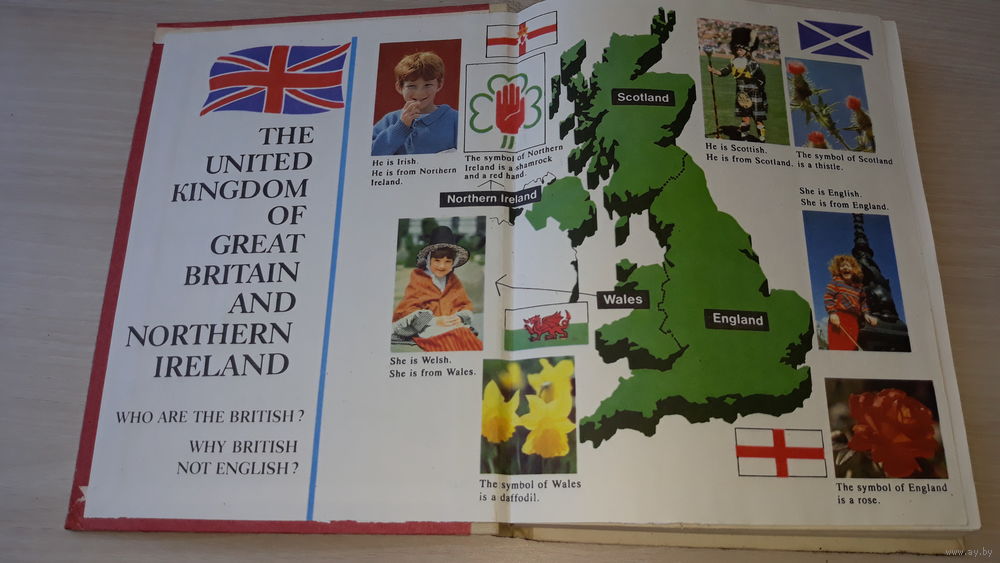 THE
UNITED
KINGDOM
OF
GREAT
BRITAIN
AND
NORTHERN
IRELAND
WHO ARE THE BRITISH?
WHY BRITISH
NOT ENGLISH?
He is Irish.
He is from Northern
Ireland.
The symbol of Northern
Ireland is a shamrock
and a red hand.
Northern Ireland
She is Welsh.
She is from Wales.
The symbol of Wales
is a daffodil.
Scotland
Wales
England
He is Scottish.
He is from Scotland.
The symbol of Scotland
is a thistle.
She is English.
She is from England.
The symbol of England
is a rose.
www.ay.by